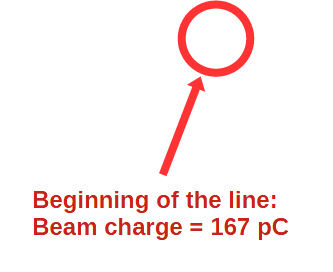 Beginning of the line:
Beam charge = 167 pC